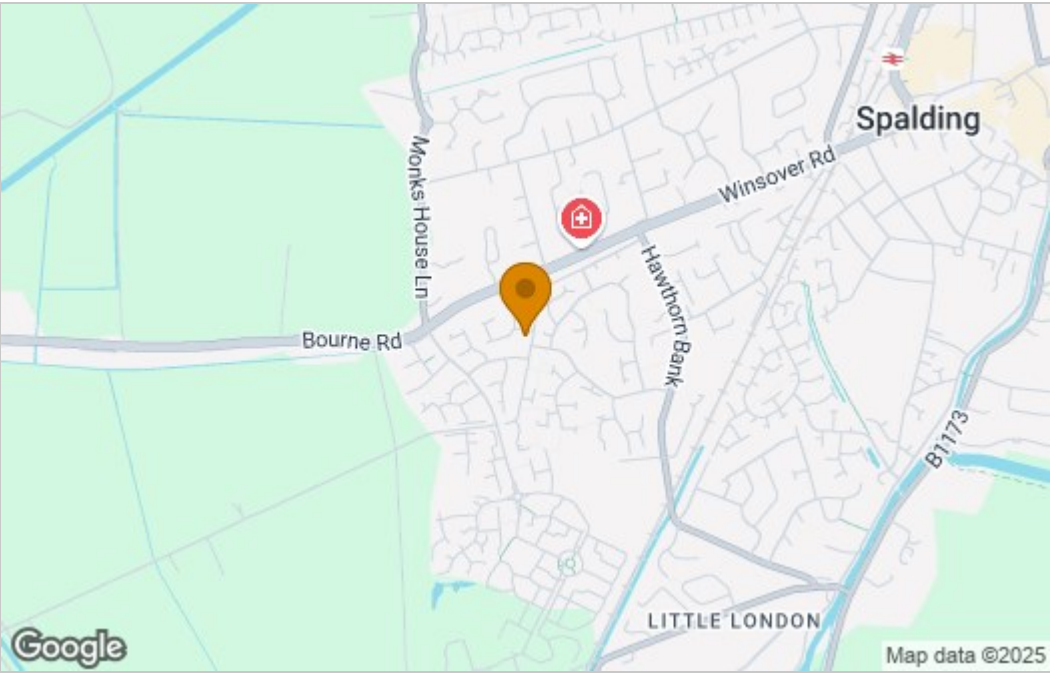 Spalding
Winsover Rd
Monks House Ln
Hawthorn Bank
Bourne Rd
B1173
LITTLE LONDON
Google
Map data ©2025